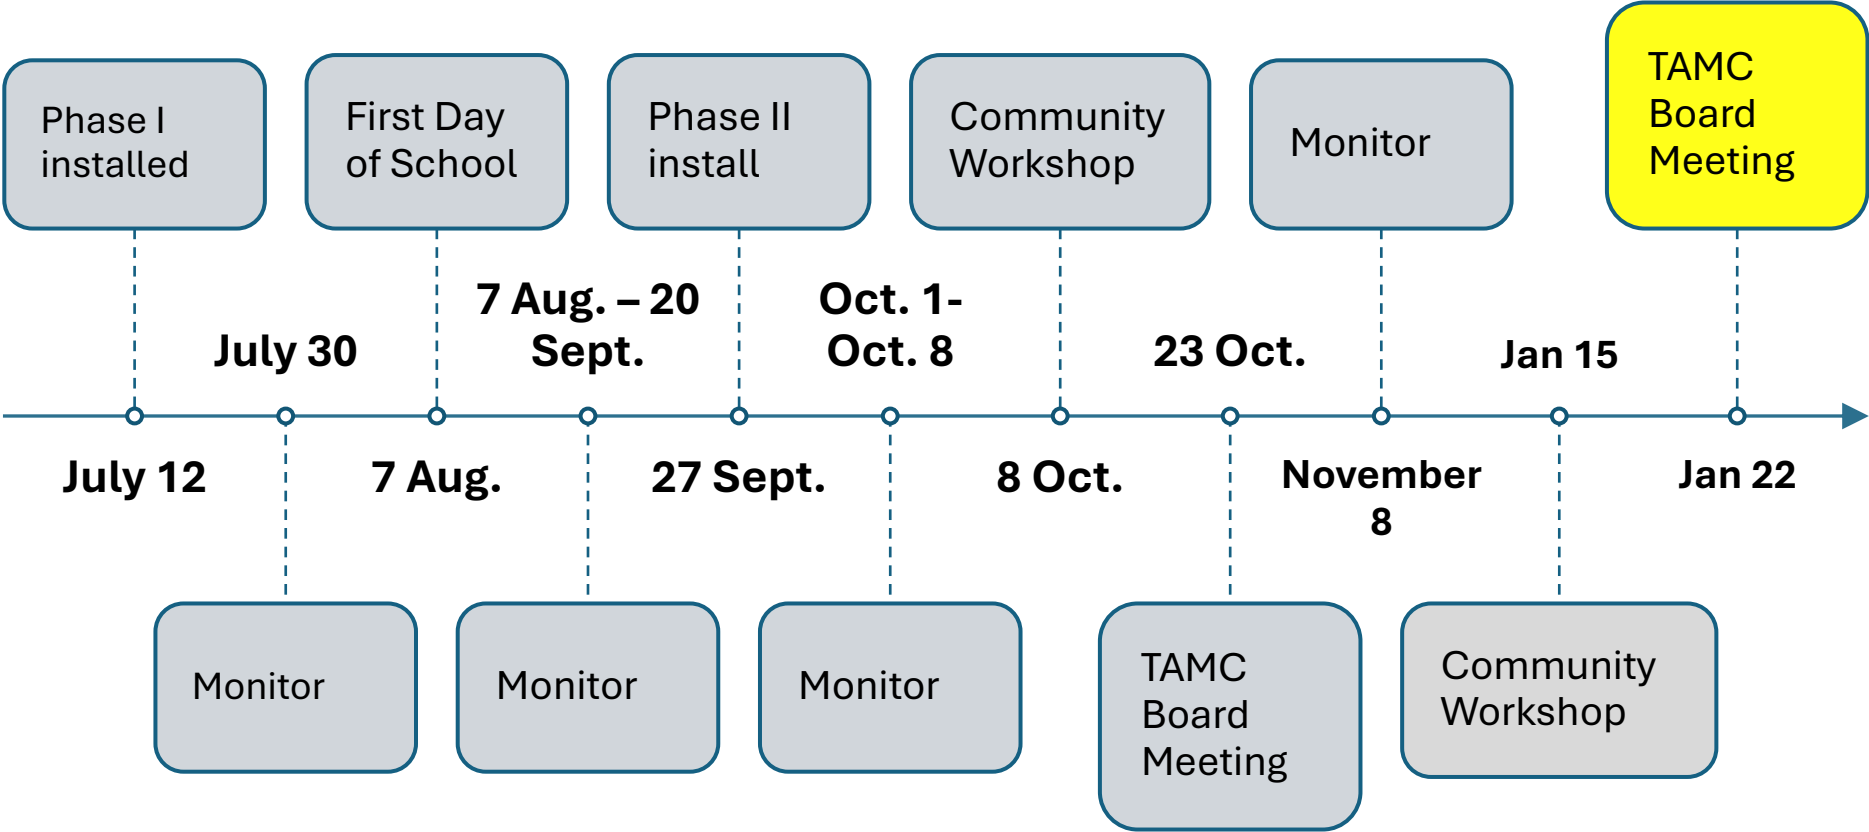 Phase I
installed
First Day
of School
Phase II
install
Community
Workshop
Monitor
TAMC
Board
Meeting
July 30
7 Aug. – 20
Sept.
Oct. 1-
Oct. 8
23 Oct.
Jan 15
July 12
7 Aug.
27 Sept.
8 Oct.
November
8
Jan 22
Monitor
Monitor
Monitor
TAMC
Board
Meeting
Community
Workshop